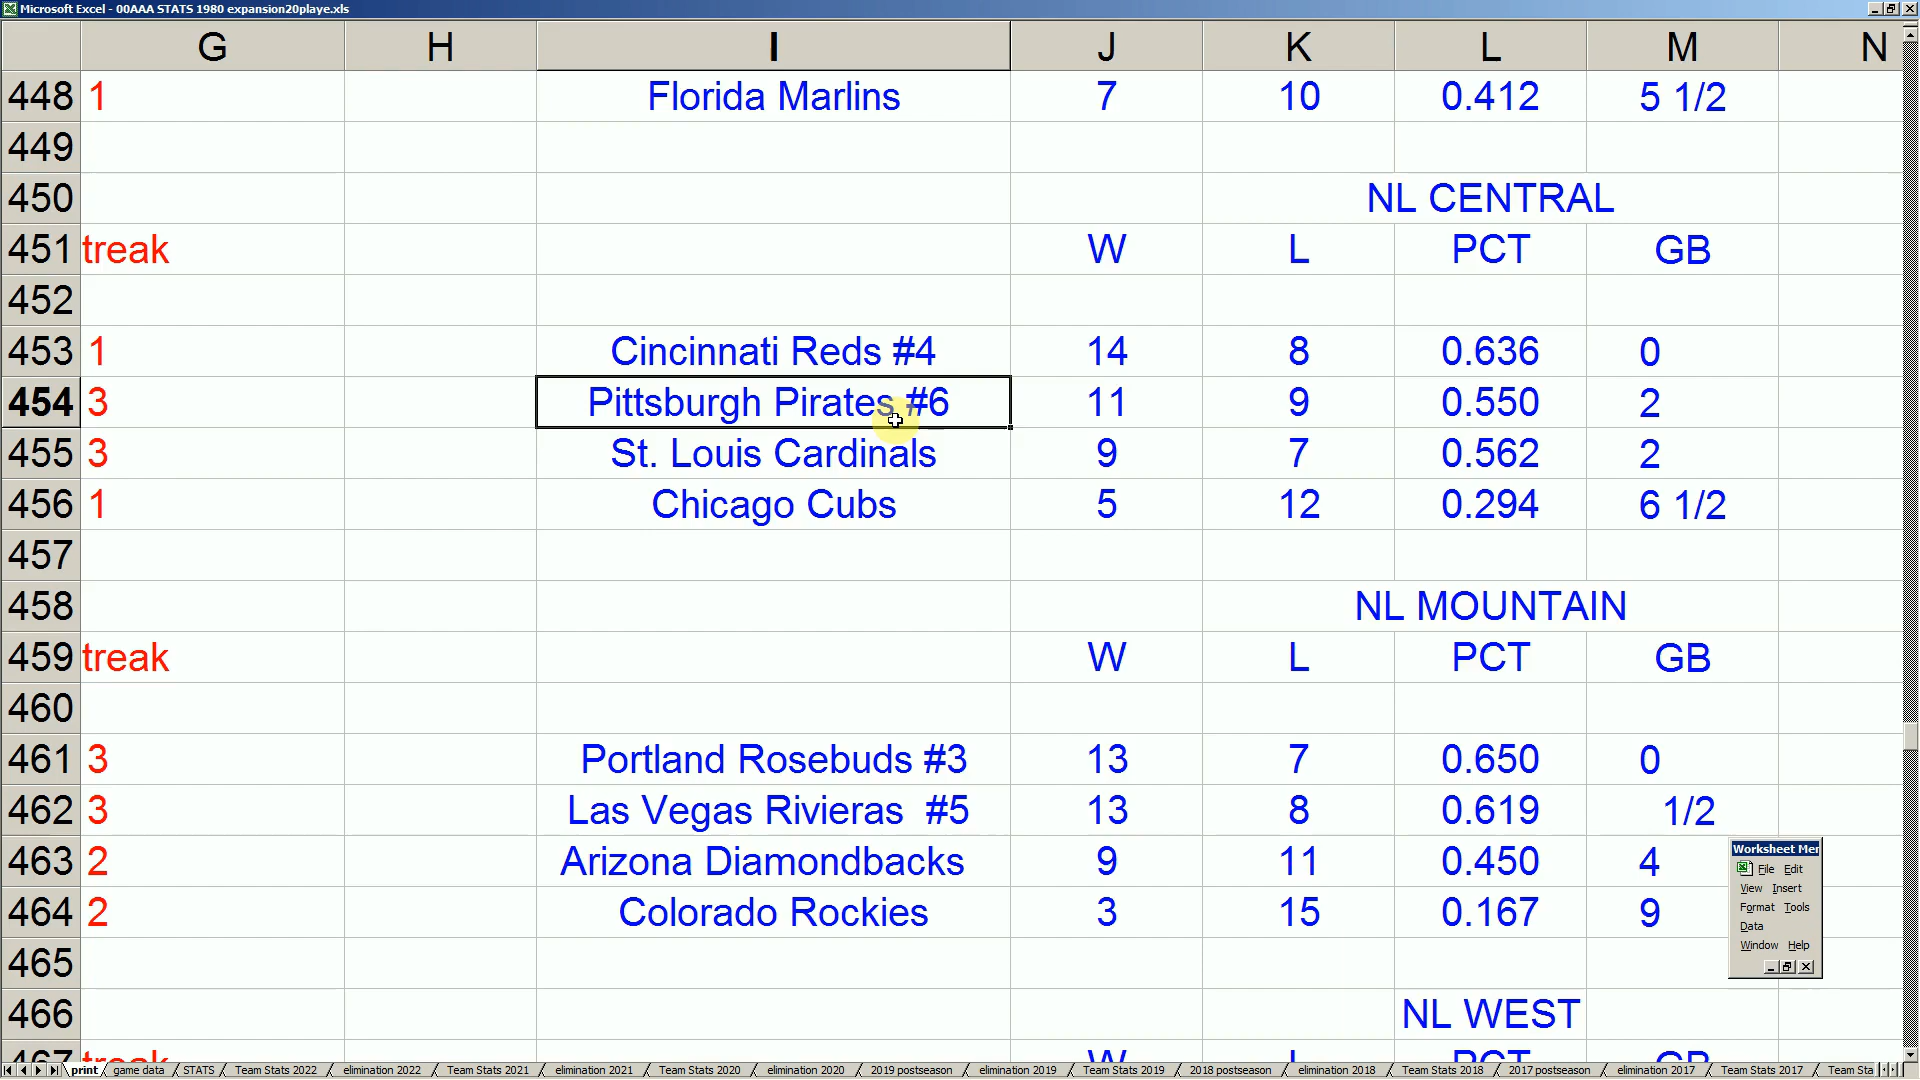 Microsoft Excel - 00AAA STATS 1980 expansion20playe.xls
G H I J K L M N
448 1 Florida Marlins 7 10 0.412 5 1/2
449
450 NL CENTRAL
451 treak W L PCT GB
452
453 1 Cincinnati Reds #4 14 8 0.636 0
454 3 Pittsburgh Pirates #6 11 9 0.550 2
455 3 St. Louis Cardinals 9 7 0.562 2
456 1 Chicago Cubs 5 12 0.294 6 1/2
457
458 NL MOUNTAIN
459 treak W L PCT GB
460
461 3 Portland Rosebuds #3 13 7 0.650 0
462 3 Las Vegas Rivieras #5 13 8 0.619 1/2
463 2 Arizona Diamondbacks 9 11 0.450 4
464 2 Colorado Rockies 3 15 0.167 9
465
466 NL WEST
467 treak W L PCT GB
Worksheet Mer
File Edit
View Insert
Format Tools
Data
Window Help
print game data STATS Team Stats 2022 elimination 2022 Team Stats 2021 elimination 2021 Team Stats 2020 elimination 2020 2019 postseason elimination 2019 Team Stats 2019 2018 postseason elimination 2018 Team Stats 2018 2017 postseason elimination 2017 Team Stats 2017 Team Sta